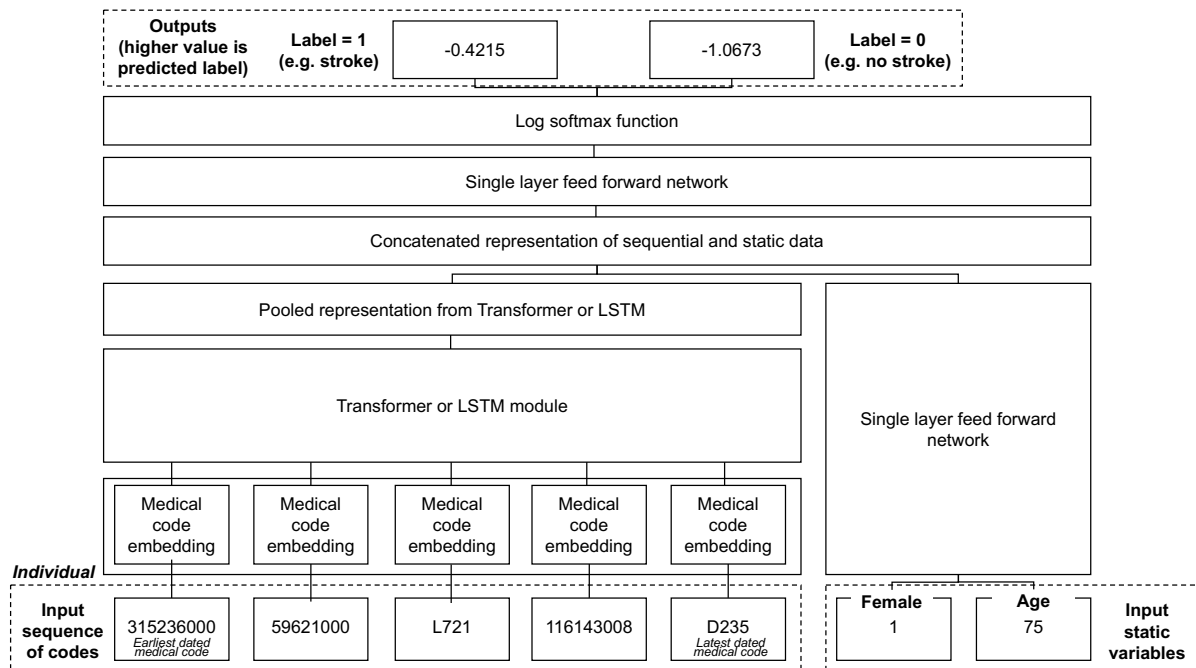 Outputs
(higher value is
predicted label)
Label = 1
(e.g. stroke)
-0.4215
-1.0673
Label = 0
(e.g. no stroke)
Log softmax function
Single layer feed forward network
Concatenated representation of sequential and static data
Pooled representation from Transformer or LSTM
Transformer or LSTM module
Single layer feed forward
network
Medical
code
embedding
Medical
code
embedding
Medical
code
embedding
Medical
code
embedding
Medical
code
embedding
Individual
Input
sequence
of codes
315236000
Earliest dated
medical code
59621000
L721
116143008
D235
Latest dated
medical code
Female
1
Age
75
Input
static
variables